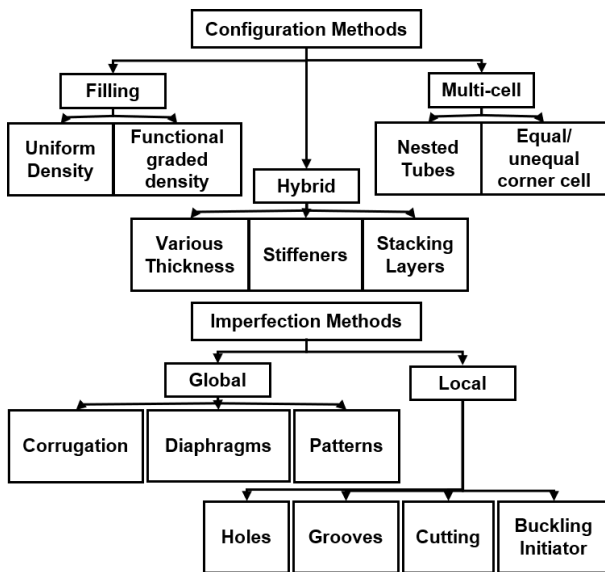 Configuration Methods
Filling
Multi-cell
Uniform
Density
Functional
graded
density
Nested
Tubes
Equal/
unequal
corner cell
Hybrid
Various
Thickness
Stiffeners
Stacking
Layers
Imperfection Methods
Global
Local
Corrugation
Diaphragms
Patterns
Holes
Grooves
Cutting
Buckling
Initiator